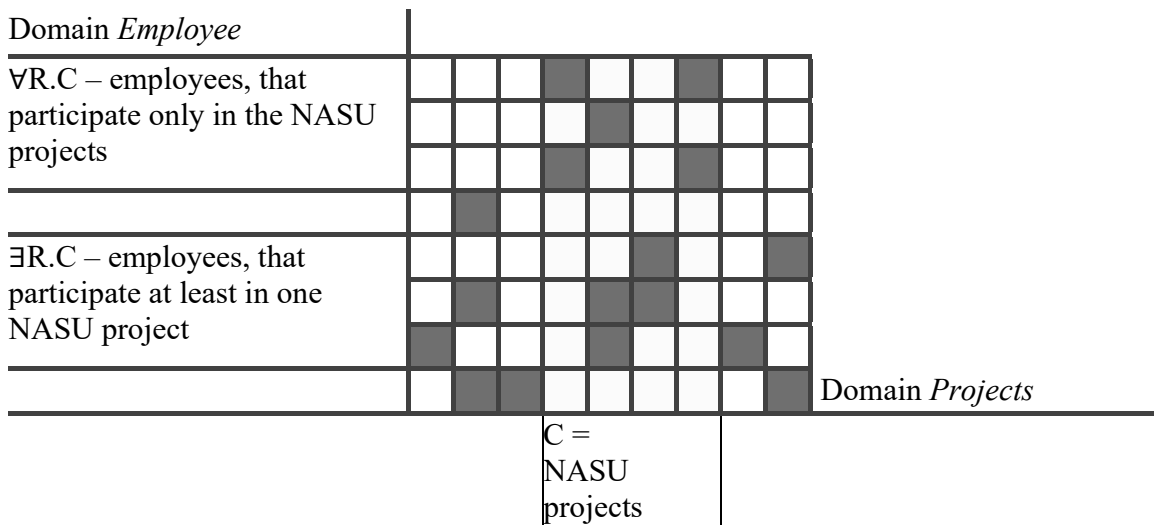 Domain Employee
∀R.C – employees, that
participate only in the NASU
projects
∃R.C – employees, that
participate at least in one
NASU project
Domain Projects
C =
NASU
projects